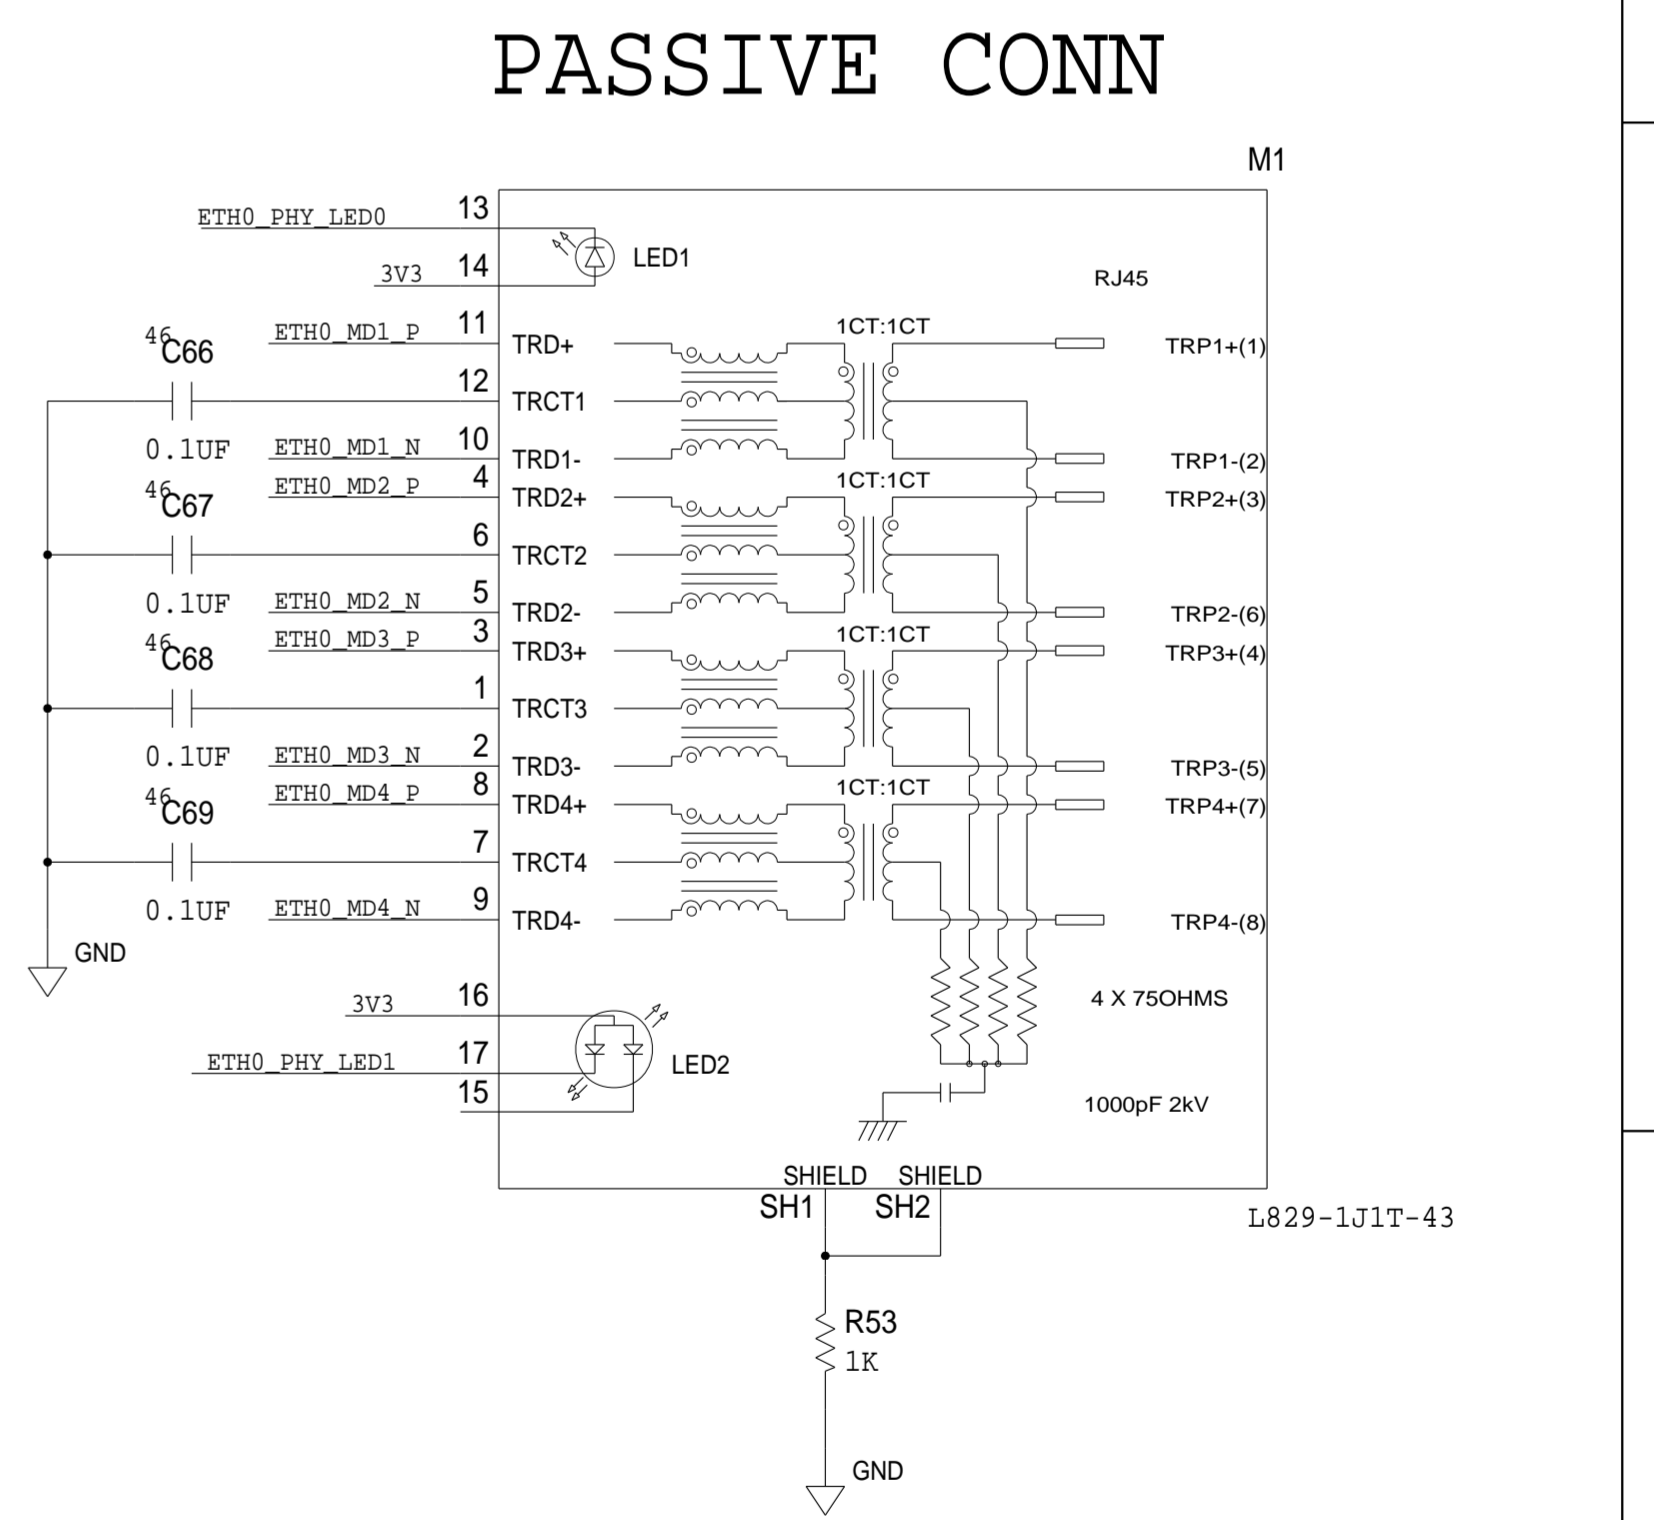 PASSIVE CONN
M1
ETH0_PHY_LED0 13
3V3 14
LED1
RJ45
46
C66
0.1UF
ETH0_MD1_P 11 TRD+ 1CT:1CT TRP1+(1)
12 TRCT1
ETH0_MD1_N 10 TRD1- TRP1-(2)
46
C67
0.1UF
ETH0_MD2_P 4 TRD2+ 1CT:1CT TRP2+(3)
6 TRCT2
ETH0_MD2_N 5 TRD2- TRP2-(6)
46
C68
0.1UF
ETH0_MD3_P 3 TRD3+ 1CT:1CT TRP3+(4)
1 TRCT3
ETH0_MD3_N 2 TRD3- TRP3-(5)
46
C69
0.1UF
ETH0_MD4_P 8 TRD4+ 1CT:1CT TRP4+(7)
7 TRCT4
ETH0_MD4_N 9 TRD4- TRP4-(8)
GND
3V3 16
4 X 75OHMS
ETH0_PHY_LED1 17
LED2
15
1000pF 2kV
SHIELD SHIELD
SH1 SH2
L829-1J1T-43
R53
1K
GND